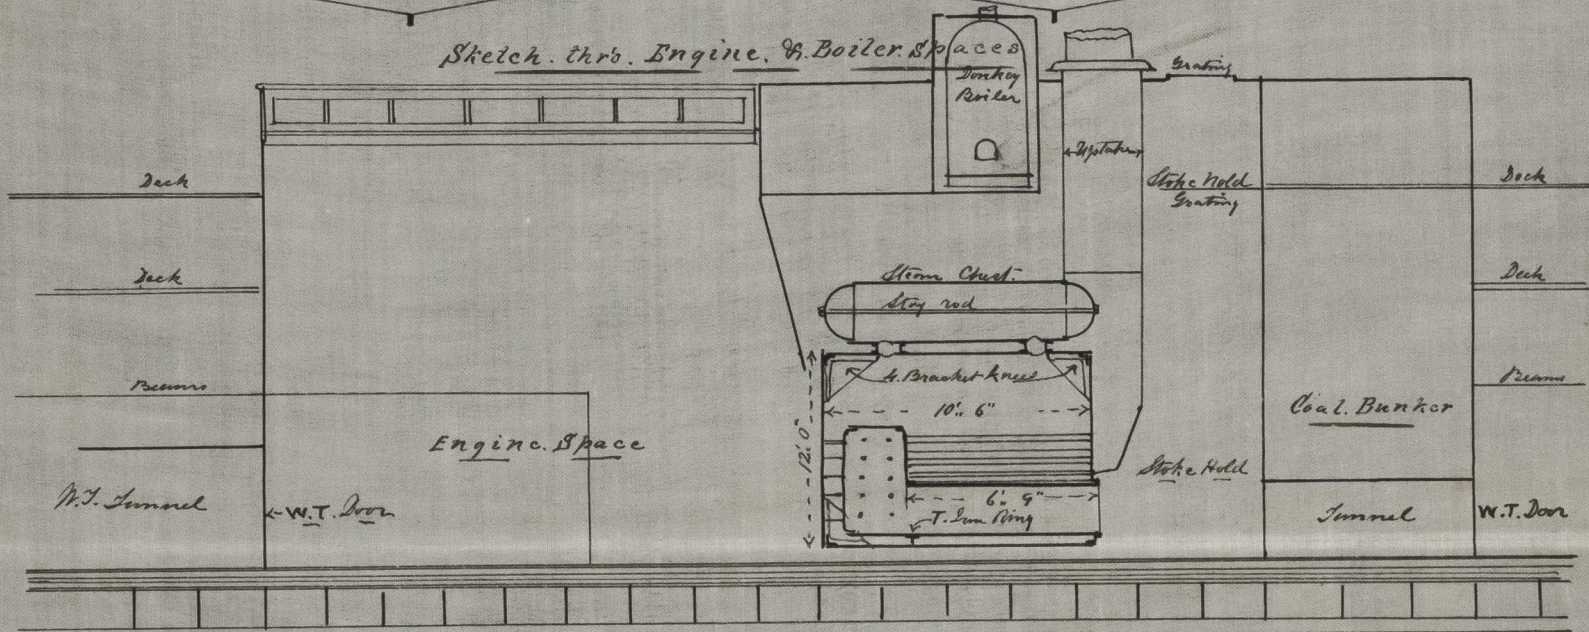 Sketch. thro. Engine. &. Boiler. Spaces
Donkey
Boiler
Grating
Uptake
Deck
Stoke Hold
Grating
Deck
Deck
Steam Chest.
Stay rod
Deck
Beams
4. Bracket knees
Beams
10'. 6"
Coal. Bunker
12'. 0"
Engine. Space
Stoke Hold
W.T. Tunnel
W.T. Door
6'. 9"
T. Iron Ring
Tunnel
W.T. Door